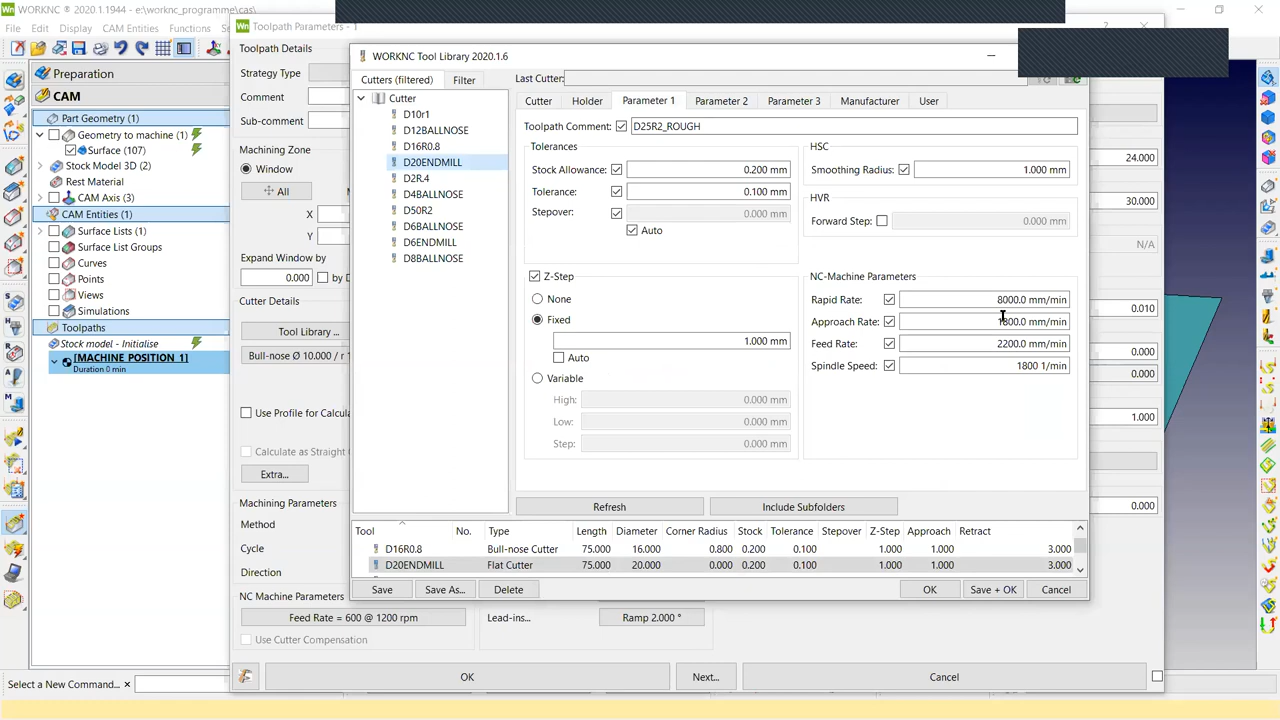 WORKNC 2020.1.1944 - e:\worknc_programme\cas\
Toolpath Parameters - 1
File Edit Display CAM Entities Functions
Toolpath Details
WORKNC Tool Library 2020.1.6
Preparation
Strategy Type
Cutters (filtered) Filter
Last Cutter:
CAM
Comment
Cutter
Cutter Holder Parameter 1 Parameter 2 Parameter 3 Manufacturer User
Part Geometry (1)
Sub-comment
D10r1
Toolpath Comment: D25R2_ROUGH
Geometry to machine (1)
Machining Zone
D12BALLNOSE
Surface (107)
D16R0.8
Tolerances
HSC
24.000
Stock Model 3D (2)
Window
D20ENDMILL
Stock Allowance: 0.200 mm
Smoothing Radius: 1.000 mm
Rest Material
All
D2R.4
Tolerance: 0.100 mm
HVR
30.000
CAM Axis (3)
D4BALLNOSE
Stepover: 0.000 mm
Forward Step: 0.000 mm
CAM Entities (1)
X
D50R2
Auto
Surface Lists (1)
Y
D6BALLNOSE
N/A
Surface List Groups
Expand Window by
D6ENDMILL
Curves
0.000 by
D8BALLNOSE
Z-Step
NC-Machine Parameters
Points
Cutter Details
None
Rapid Rate: 8000.0 mm/min
Views
Fixed
Approach Rate: 1800.0 mm/min
0.010
Simulations
Tool Library ...
1.000 mm
Feed Rate: 2200.0 mm/min
Toolpaths
Bull-nose Ø 10.000 / r 1
Auto
Spindle Speed: 1800 1/min
0.000
Stock model - Initialise
Variable
0.000
[MACHINE POSITION 1]
High: 0.000 mm
Duration 0 min
Use Profile for Calcula
Low: 0.000 mm
1.000
Calculate as Straight
Step: 0.000 mm
Extra...
Machining Parameters
Refresh Include Subfolders
0.000
Method
Tool No. Type Length Diameter Corner Radius Stock Tolerance Stepover Z-Step Approach Retract
Cycle
D16R0.8 Bull-nose Cutter 75.000 16.000 0.800 0.200 0.100 1.000 1.000 3.000
Direction
D20ENDMILL Flat Cutter 75.000 20.000 0.000 0.200 0.100 1.000 1.000 3.000
NC Machine Parameters
Save Save As... Delete OK Save + OK Cancel
Feed Rate = 600 @ 1200 rpm
Lead-ins... Ramp 2.000 °
Use Cutter Compensation
Select a New Command...
OK Next... Cancel